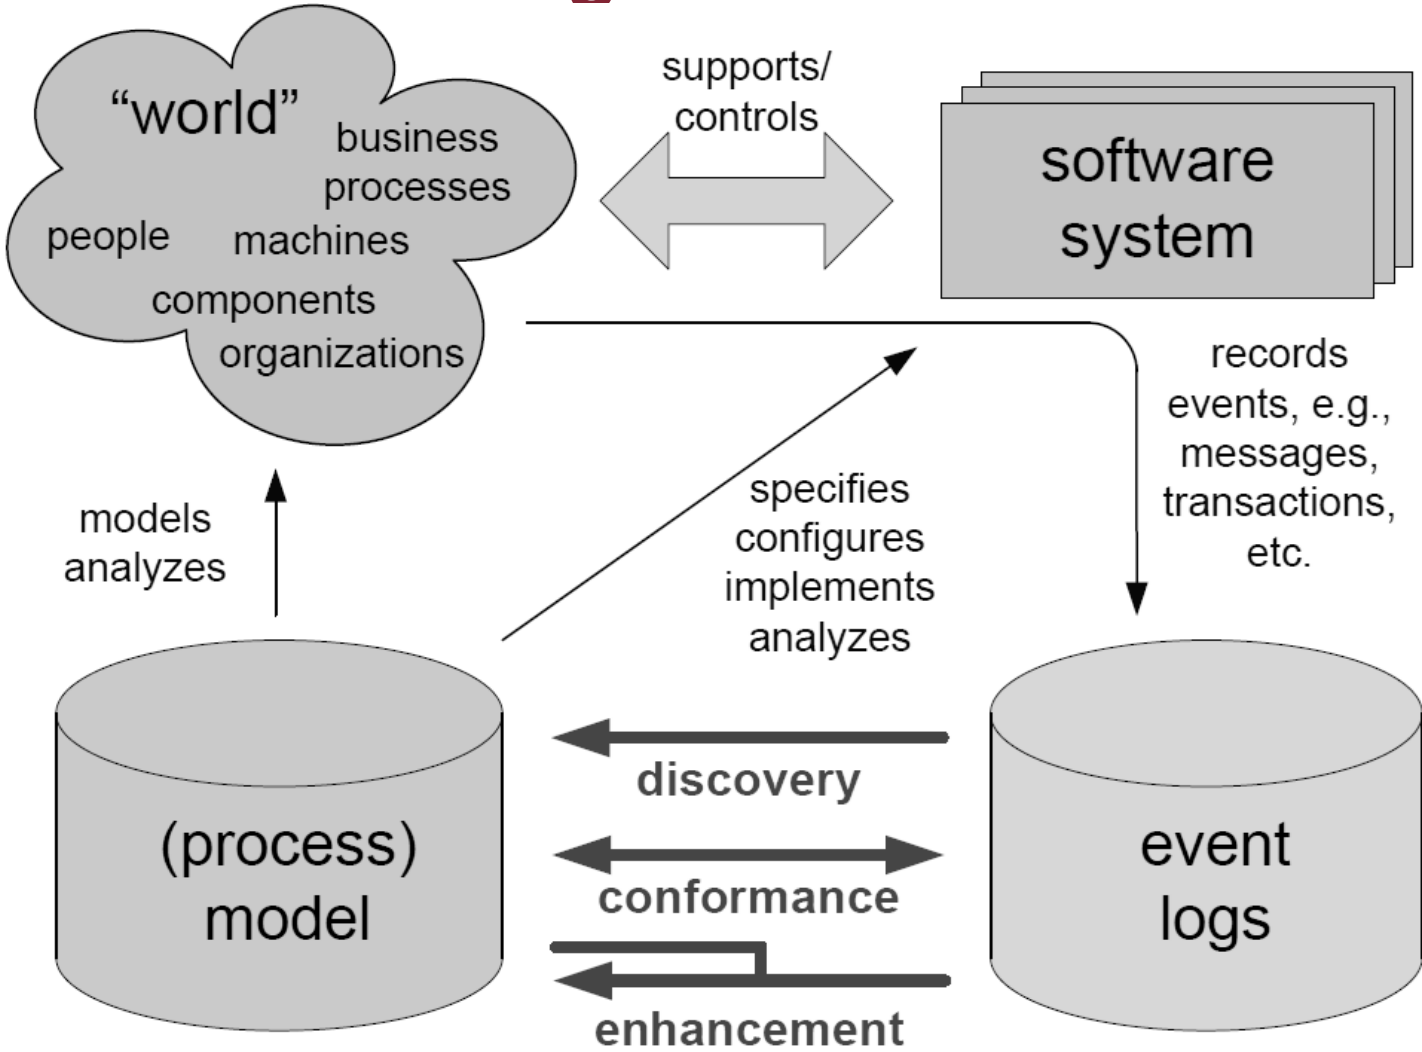 “world”
business
processes
people
machines
components
organizations
supports/
controls
software
system
records
events, e.g.,
messages,
transactions,
etc.
models
analyzes
specifies
configures
implements
analyzes
discovery
conformance
enhancement
(process)
model
event
logs